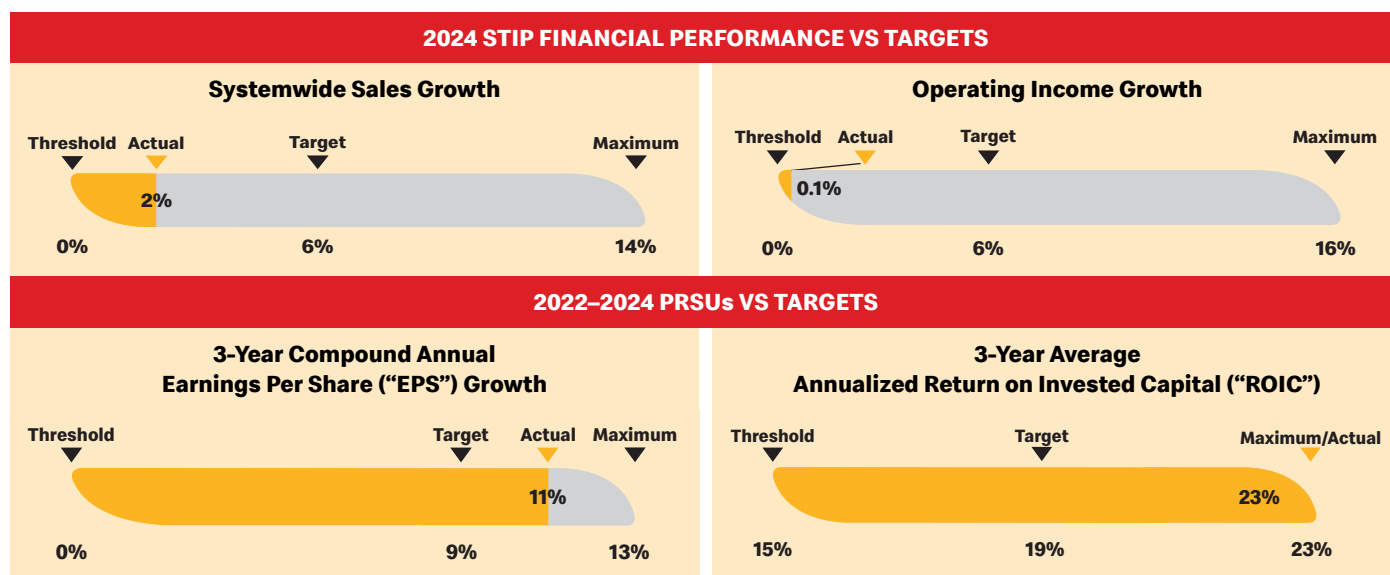 2024 STIP FINANCIAL PERFORMANCE VS TARGETS
Systemwide Sales Growth
Threshold Actual Target Maximum
2%
0% 6% 14%
Operating Income Growth
Threshold Actual Target Maximum
0.1%
0% 6% 16%
2022–2024 PRSUs VS TARGETS
3-Year Compound Annual
Earnings Per Share (“EPS”) Growth
Threshold Target Actual Maximum
11%
0% 9% 13%
3-Year Average
Annualized Return on Invested Capital (“ROIC”)
Threshold Target Maximum/Actual
23%
15% 19% 23%